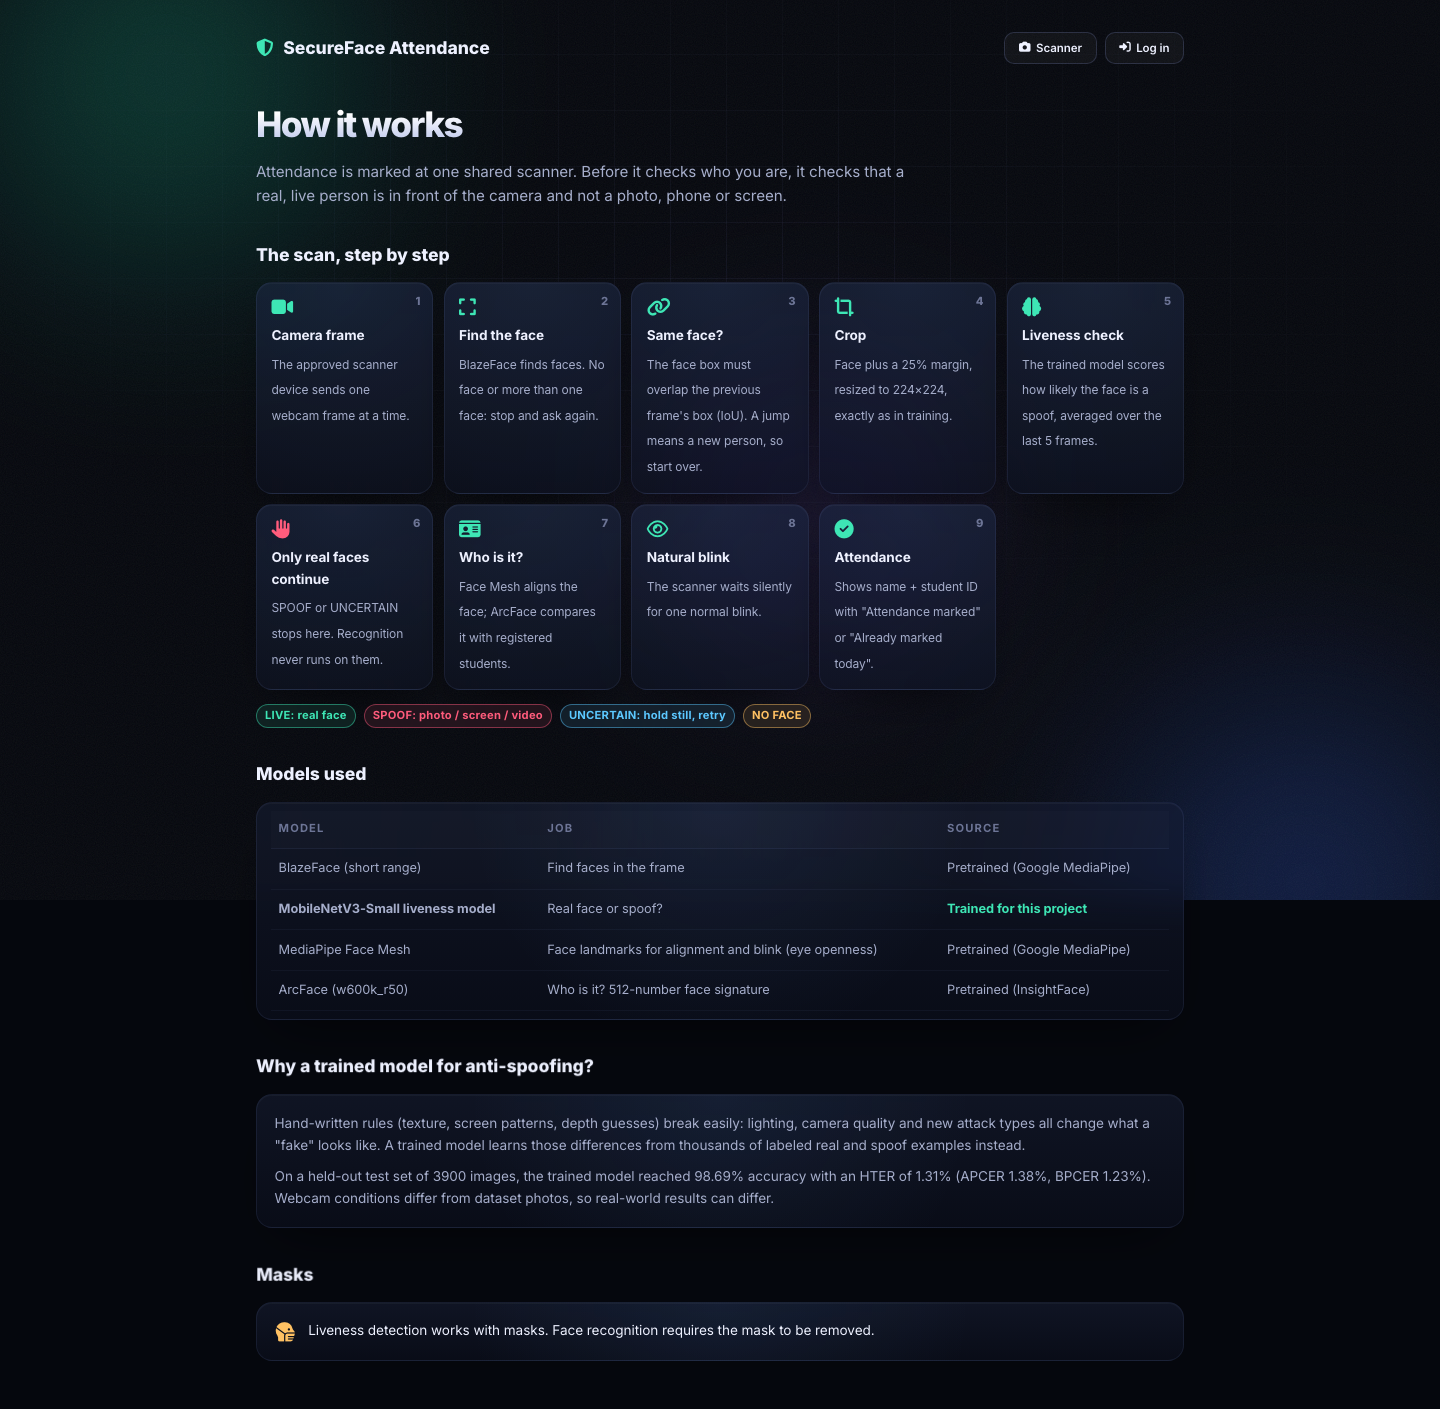 SecureFace Attendance
Scanner
Log in
How it works
Attendance is marked at one shared scanner. Before it checks who you are, it checks that a
real, live person is in front of the camera and not a photo, phone or screen.
The scan, step by step
1
Camera frame
The approved scanner
device sends one
webcam frame at a time.
2
Find the face
BlazeFace finds faces. No
face or more than one
face: stop and ask again.
3
Same face?
The face box must
overlap the previous
frame's box (IoU). A jump
means a new person, so
start over.
4
Crop
Face plus a 25% margin,
resized to 224×224,
exactly as in training.
5
Liveness check
The trained model scores
how likely the face is a
spoof, averaged over the
last 5 frames.
6
Only real faces
continue
SPOOF or UNCERTAIN
stops here. Recognition
never runs on them.
7
Who is it?
Face Mesh aligns the
face; ArcFace compares
it with registered
students.
8
Natural blink
The scanner waits silently
for one normal blink.
9
Attendance
Shows name + student ID
with "Attendance marked"
or "Already marked
today".
LIVE: real face
SPOOF: photo / screen / video
UNCERTAIN: hold still, retry
NO FACE
Models used
MODEL JOB SOURCE
BlazeFace (short range) Find faces in the frame Pretrained (Google MediaPipe)
MobileNetV3-Small liveness model Real face or spoof? Trained for this project
MediaPipe Face Mesh Face landmarks for alignment and blink (eye openness) Pretrained (Google MediaPipe)
ArcFace (w600k_r50) Who is it? 512-number face signature Pretrained (InsightFace)
Why a trained model for anti-spoofing?
Hand-written rules (texture, screen patterns, depth guesses) break easily: lighting, camera quality and new attack types all change what a
"fake" looks like. A trained model learns those differences from thousands of labeled real and spoof examples instead.
On a held-out test set of 3900 images, the trained model reached 98.69% accuracy with an HTER of 1.31% (APCER 1.38%, BPCER 1.23%).
Webcam conditions differ from dataset photos, so real-world results can differ.
Masks
Liveness detection works with masks. Face recognition requires the mask to be removed.